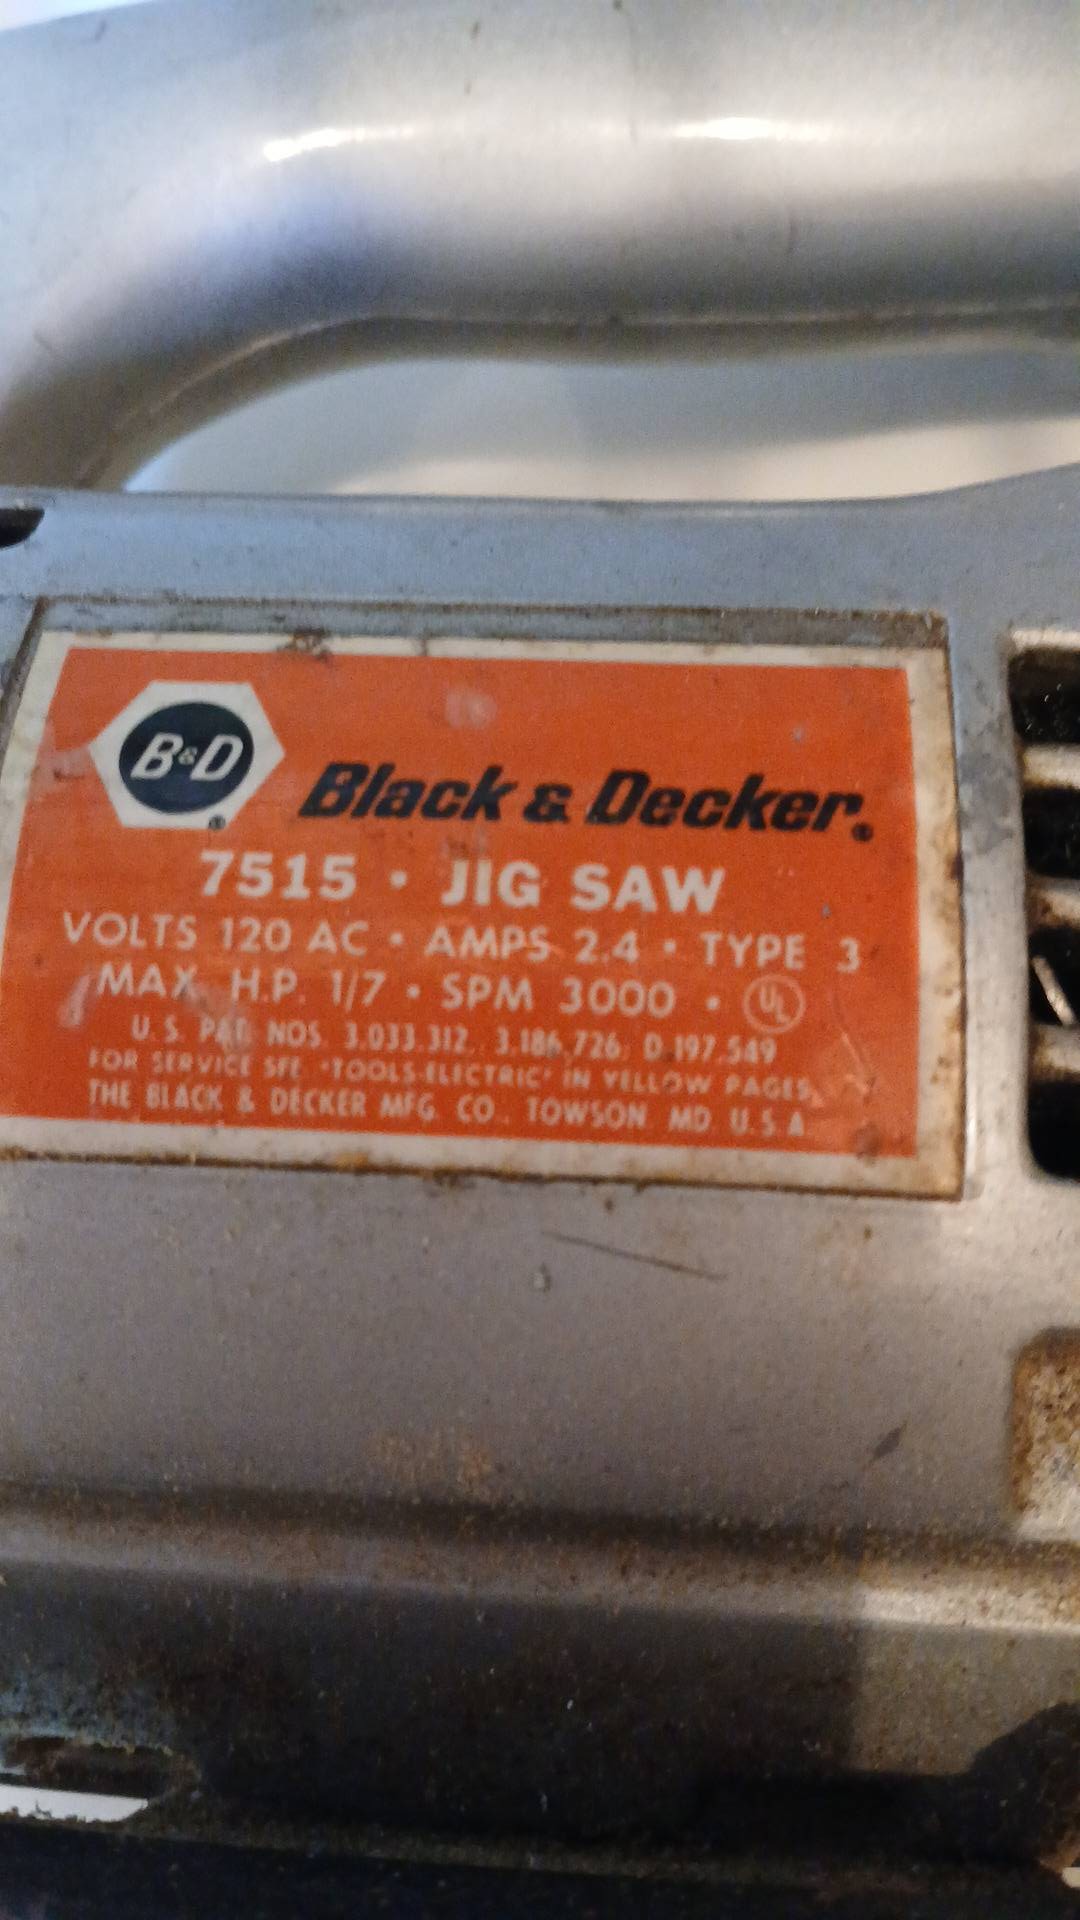 B&D
Black & Decker®
7515 • JIG SAW
VOLTS 120 AC • AMPS 2.4 • TYPE 3
MAX. H.P. 1/7 • SPM 3000 • UL
U.S. PAT. NOS. 3,033,312, 3,186,726, D.197,549
FOR SERVICE SEE "TOOLS-ELECTRIC" IN YELLOW PAGES
THE BLACK & DECKER MFG. CO., TOWSON, MD. U.S.A.